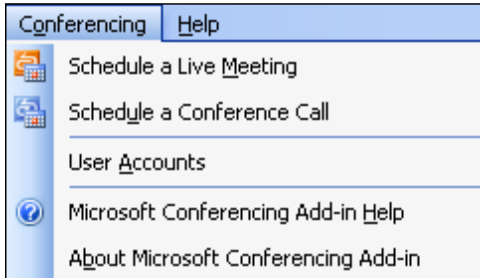 Conferencing Help
Schedule a Live Meeting
Schedule a Conference Call
User Accounts
Microsoft Conferencing Add-in Help
About Microsoft Conferencing Add-in